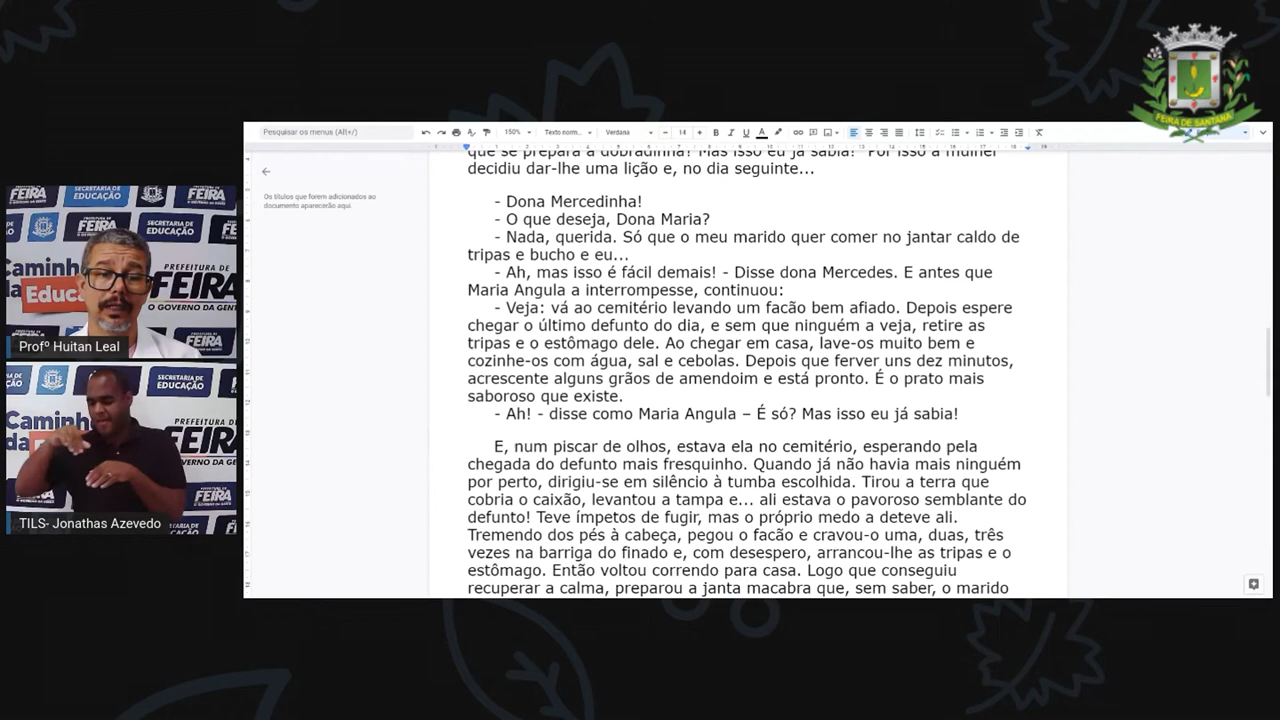 FEIRA DE SANTANA
Pesquisar os menus (Alt+/)
150%
Texto norm...
Verdana
14
Os títulos que forem adicionados ao
documento aparecerão aqui.
que se prepara a dobradinha! Mas isso eu já sabia! Por isso a mulher
decidiu dar-lhe uma lição e, no dia seguinte...
- Dona Mercedinha!
- O que deseja, Dona Maria?
- Nada, querida. Só que o meu marido quer comer no jantar caldo de
tripas e bucho e eu...
- Ah, mas isso é fácil demais! - Disse dona Mercedes. E antes que
Maria Angula a interrompesse, continuou:
- Veja: vá ao cemitério levando um facão bem afiado. Depois espere
chegar o último defunto do dia, e sem que ninguém a veja, retire as
tripas e o estômago dele. Ao chegar em casa, lave-os muito bem e
cozinhe-os com água, sal e cebolas. Depois que ferver uns dez minutos,
acrescente alguns grãos de amendoim e está pronto. É o prato mais
saboroso que existe.
- Ah! - disse como Maria Angula – É só? Mas isso eu já sabia!
E, num piscar de olhos, estava ela no cemitério, esperando pela
chegada do defunto mais fresquinho. Quando já não havia mais ninguém
por perto, dirigiu-se em silêncio à tumba escolhida. Tirou a terra que
cobria o caixão, levantou a tampa e... ali estava o pavoroso semblante do
defunto! Teve ímpetos de fugir, mas o próprio medo a deteve ali.
Tremendo dos pés à cabeça, pegou o facão e cravou-o uma, duas, três
vezes na barriga do finado e, com desespero, arrancou-lhe as tripas e o
estômago. Então voltou correndo para casa. Logo que conseguiu
recuperar a calma, preparou a janta macabra que, sem saber, o marido
SECRETARIA DE
EDUCAÇÃO
PREFEITURA DE
FEIRA
O GOVERNO DA GENTE
Profº Huitan Leal
SECRETARIA DE
EDUCAÇÃO
PREFEITURA DE
FEIRA
O GOVERNO DA GENTE
TILS- Jonathas Azevedo